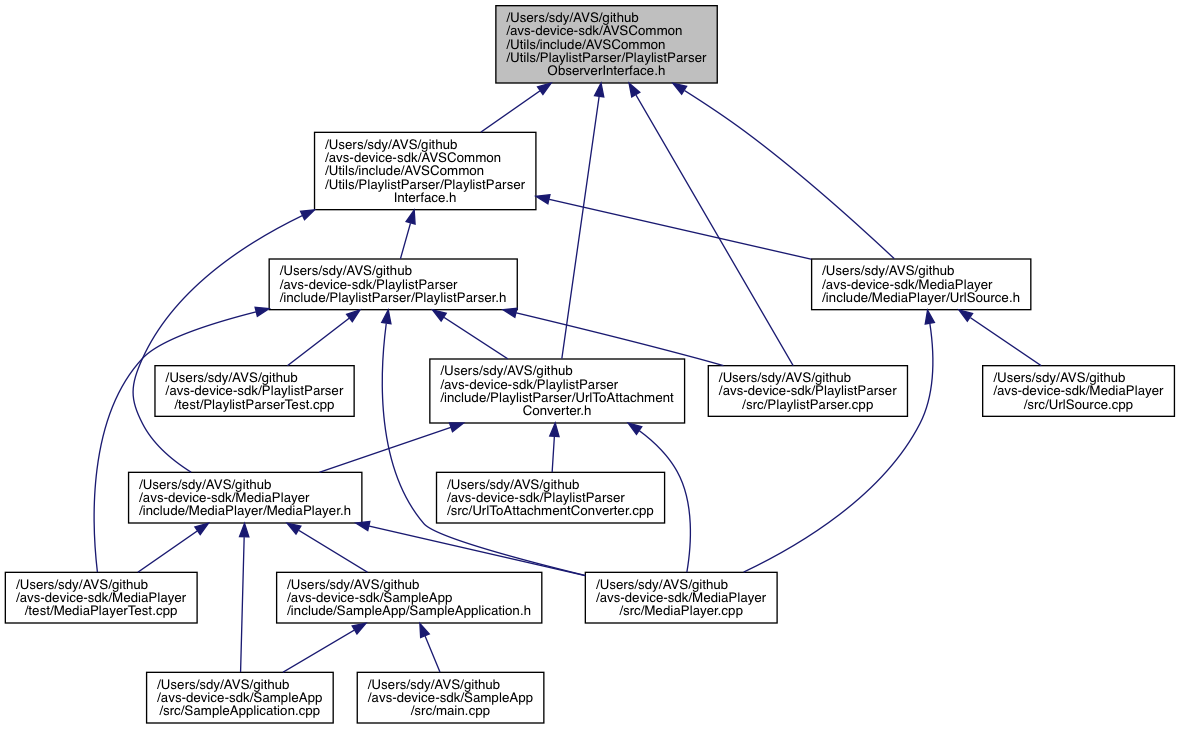 /Users/sdy/AVS/github
/avs-device-sdk/AVSCommon
/Utils/include/AVSCommon
/Utils/PlaylistParser/PlaylistParser
ObserverInterface.h
/Users/sdy/AVS/github
/avs-device-sdk/AVSCommon
/Utils/include/AVSCommon
/Utils/PlaylistParser/PlaylistParser
Interface.h
/Users/sdy/AVS/github
/avs-device-sdk/PlaylistParser
/include/PlaylistParser/PlaylistParser.h
/Users/sdy/AVS/github
/avs-device-sdk/MediaPlayer
/include/MediaPlayer/UrlSource.h
/Users/sdy/AVS/github
/avs-device-sdk/PlaylistParser
/test/PlaylistParserTest.cpp
/Users/sdy/AVS/github
/avs-device-sdk/PlaylistParser
/include/PlaylistParser/UrlToAttachment
Converter.h
/Users/sdy/AVS/github
/avs-device-sdk/PlaylistParser
/src/PlaylistParser.cpp
/Users/sdy/AVS/github
/avs-device-sdk/MediaPlayer
/src/UrlSource.cpp
/Users/sdy/AVS/github
/avs-device-sdk/MediaPlayer
/include/MediaPlayer/MediaPlayer.h
/Users/sdy/AVS/github
/avs-device-sdk/PlaylistParser
/src/UrlToAttachmentConverter.cpp
/Users/sdy/AVS/github
/avs-device-sdk/MediaPlayer
/test/MediaPlayerTest.cpp
/Users/sdy/AVS/github
/avs-device-sdk/SampleApp
/include/SampleApp/SampleApplication.h
/Users/sdy/AVS/github
/avs-device-sdk/MediaPlayer
/src/MediaPlayer.cpp
/Users/sdy/AVS/github
/avs-device-sdk/SampleApp
/src/SampleApplication.cpp
/Users/sdy/AVS/github
/avs-device-sdk/SampleApp
/src/main.cpp